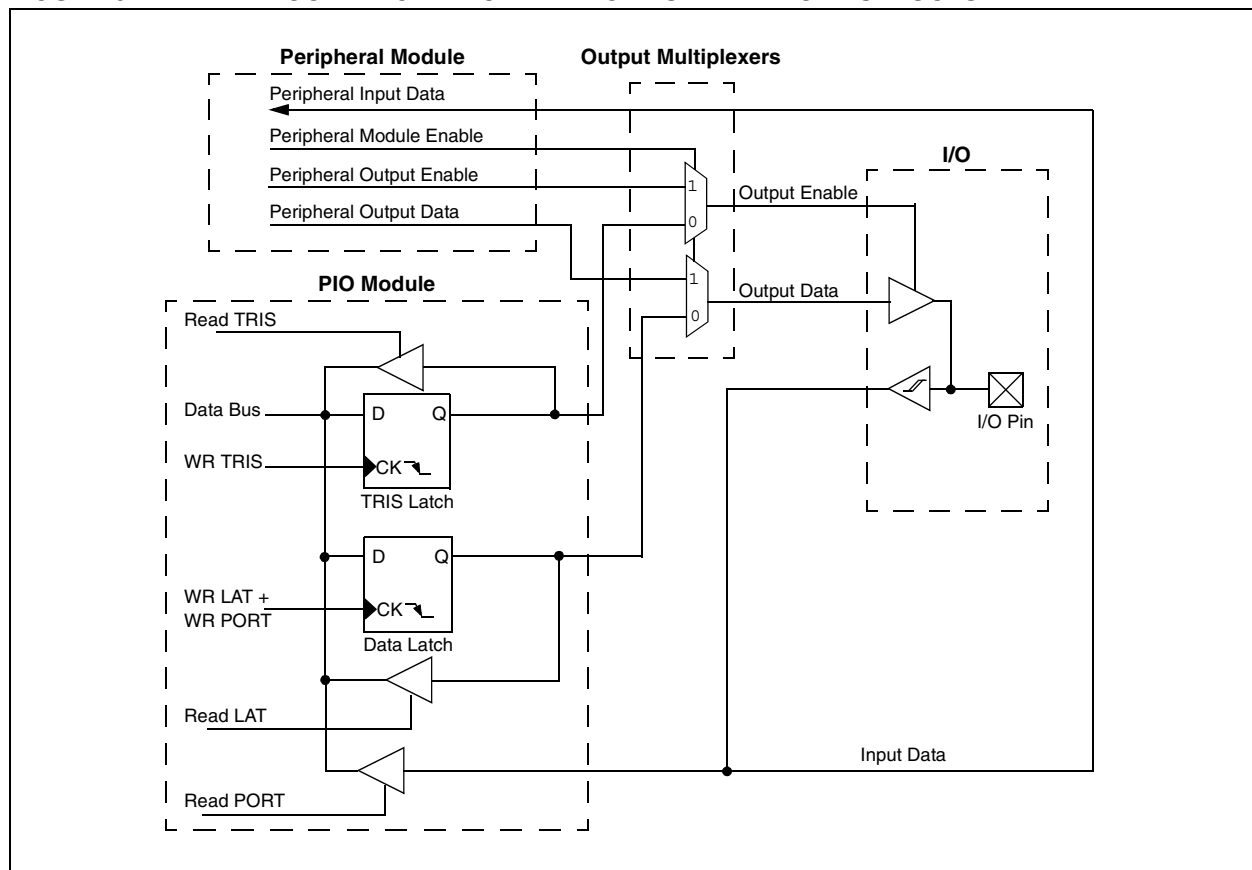 Peripheral Module
Output Multiplexers
Peripheral Input Data
Peripheral Module Enable
I/O
Peripheral Output Enable
1
Output Enable
Peripheral Output Data
0
PIO Module
1
Output Data
Read TRIS
0
Data Bus
D Q
I/O Pin
WR TRIS
CK
TRIS Latch
D Q
WR LAT +
WR PORT
CK
Data Latch
Read LAT
Input Data
Read PORT